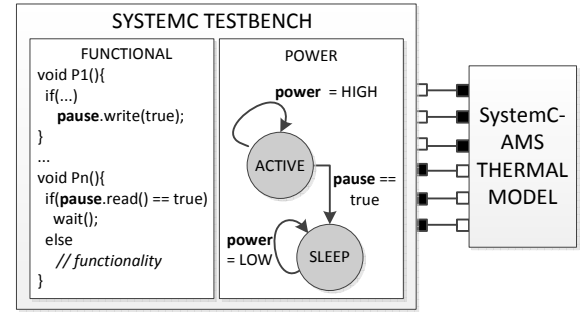 SYSTEMC TESTBENCH
FUNCTIONAL
void P1(){
if(...)
pause.write(true);
}
...
void Pn(){
if(pause.read() == true)
wait();
else
// functionality
}
POWER
power = HIGH
ACTIVE
pause ==
true
power
= LOW
SLEEP
SystemC-
AMS
THERMAL
MODEL